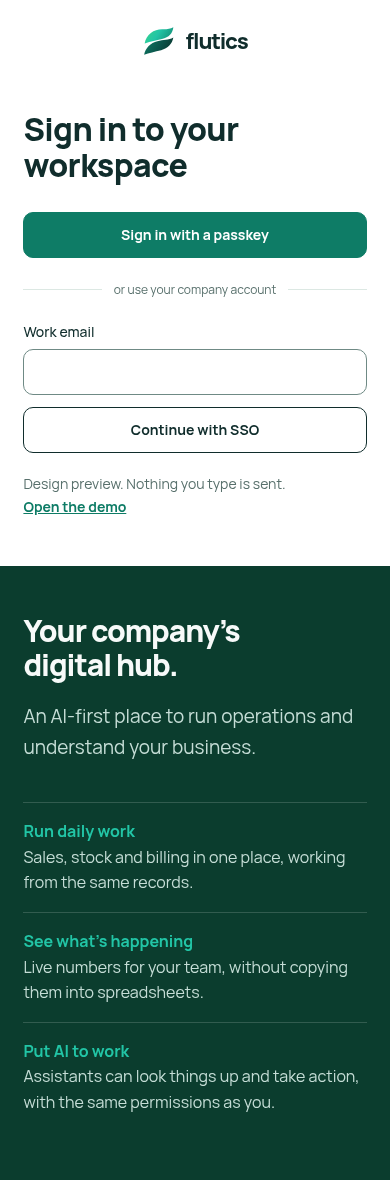 flutics
Sign in to your
workspace
Sign in with a passkey
or use your company account
Work email
Continue with SSO
Design preview. Nothing you type is sent.
Open the demo
Your company’s
digital hub.
An AI-first place to run operations and
understand your business.
Run daily work
Sales, stock and billing in one place, working
from the same records.
See what’s happening
Live numbers for your team, without copying
them into spreadsheets.
Put AI to work
Assistants can look things up and take action,
with the same permissions as you.